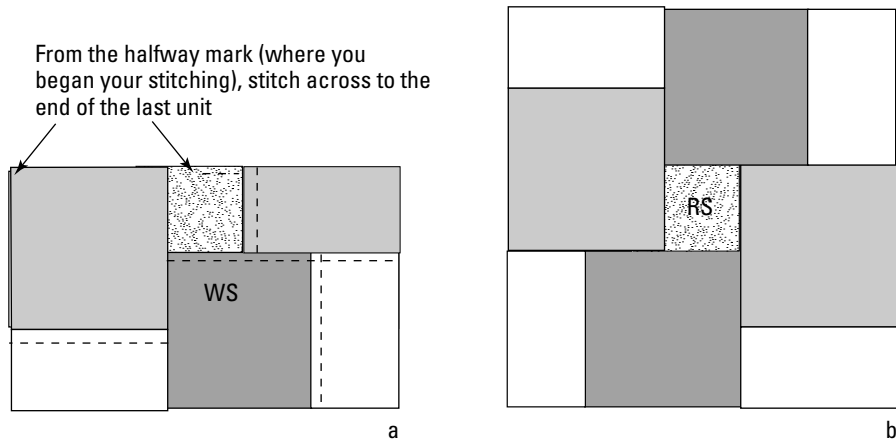 From the halfway mark (where you
began your stitching), stitch across to the
end of the last unit
WS
a
RS
b